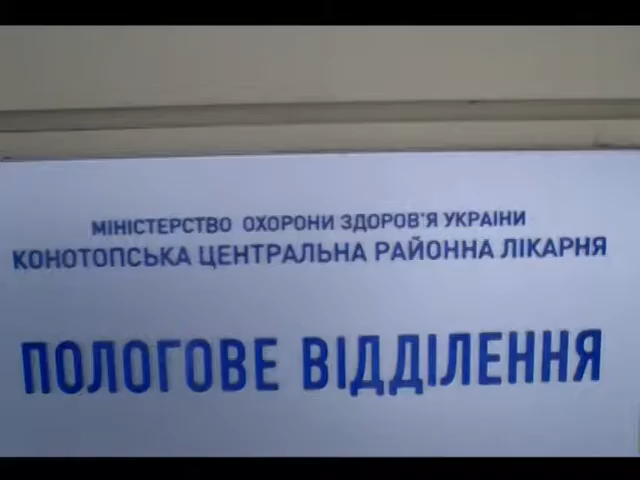 МІНІСТЕРСТВО ОХОРОНИ ЗДОРОВ'Я УКРАЇНИ
КОНОТОПСЬКА ЦЕНТРАЛЬНА РАЙОННА ЛІКАРНЯ
ПОЛОГОВЕ ВІДДІЛЕННЯ